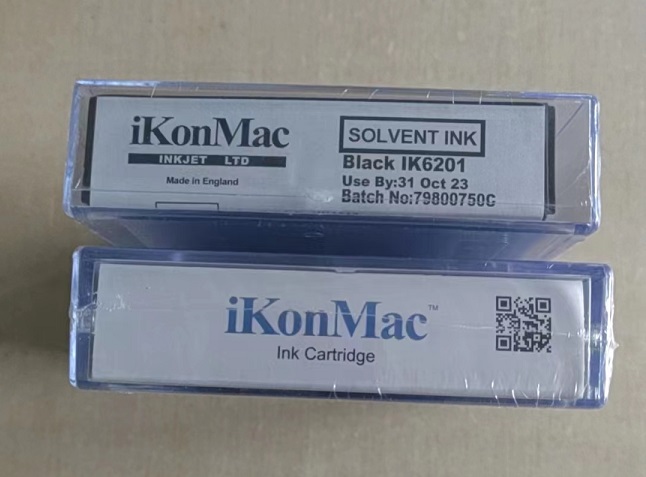 iKonMac
INKJET LTD
Made in England
SOLVENT INK
Black IK6201
Use By:31 Oct 23
Batch No:79800750C
iKonMac™
Ink Cartridge